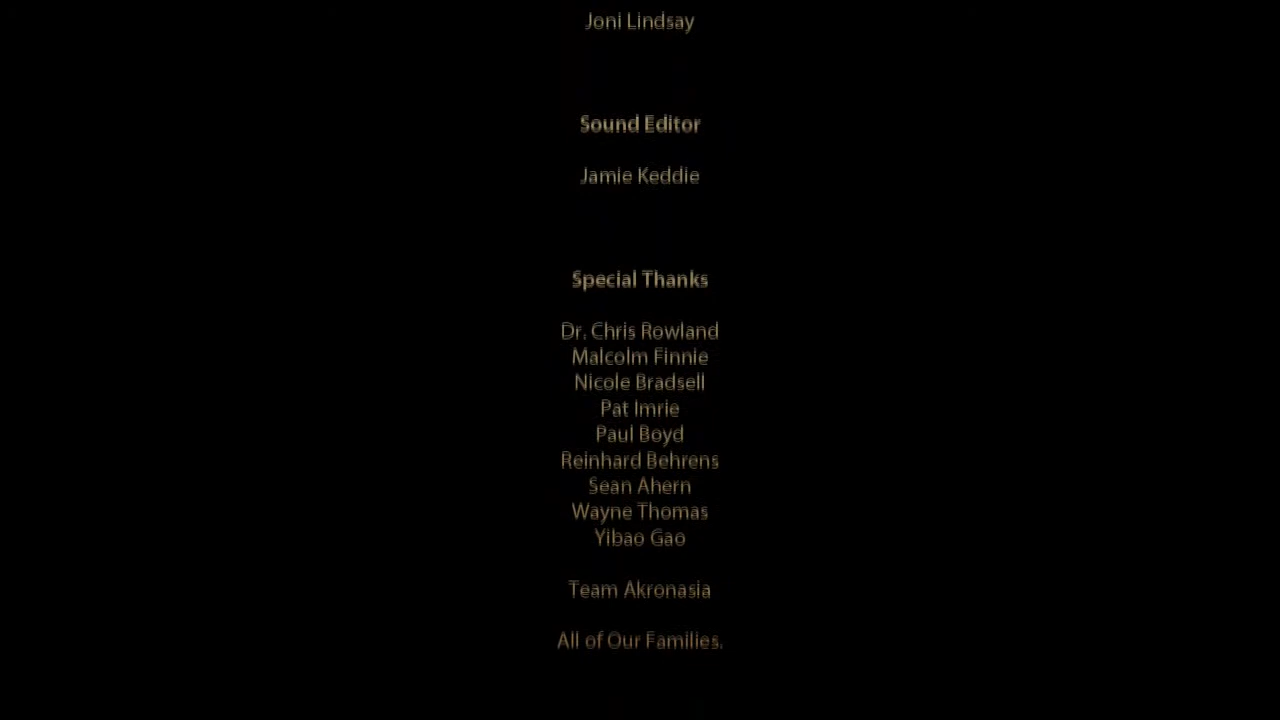 Joni Lindsay
Sound Editor
Jamie Keddie
Special Thanks
Dr. Chris Rowland
Malcolm Finnie
Nicole Bradsell
Pat Imrie
Paul Boyd
Reinhard Behrens
Sean Ahern
Wayne Thomas
Yibao Gao
Team Akronasia
All of Our Families.